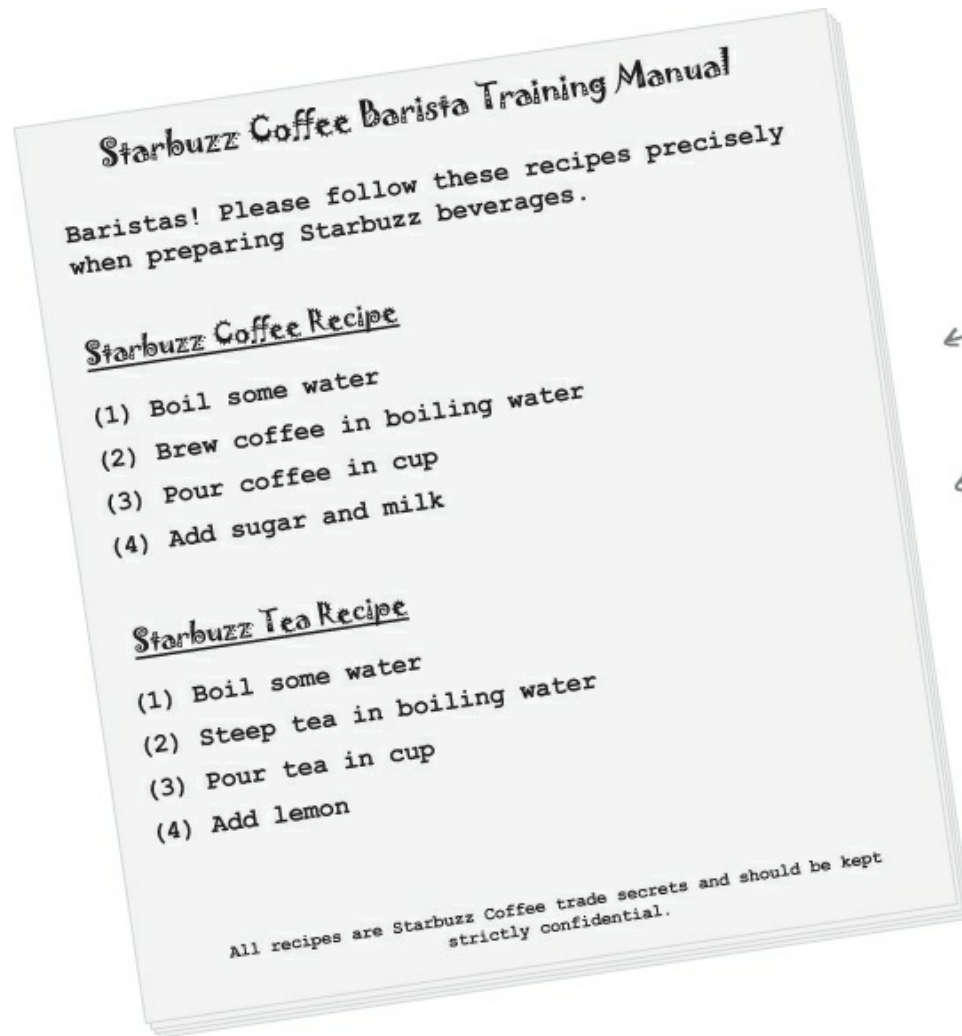 Starbuzz Coffee Barista Training Manual
Baristas! Please follow these recipes precisely
when preparing Starbuzz beverages.
Starbuzz Coffee Recipe
(1) Boil some water
(2) Brew coffee in boiling water
(3) Pour coffee in cup
(4) Add sugar and milk
Starbuzz Tea Recipe
(1) Boil some water
(2) Steep tea in boiling water
(3) Pour tea in cup
(4) Add lemon
All recipes are Starbuzz Coffee trade secrets and should be kept
strictly confidential.